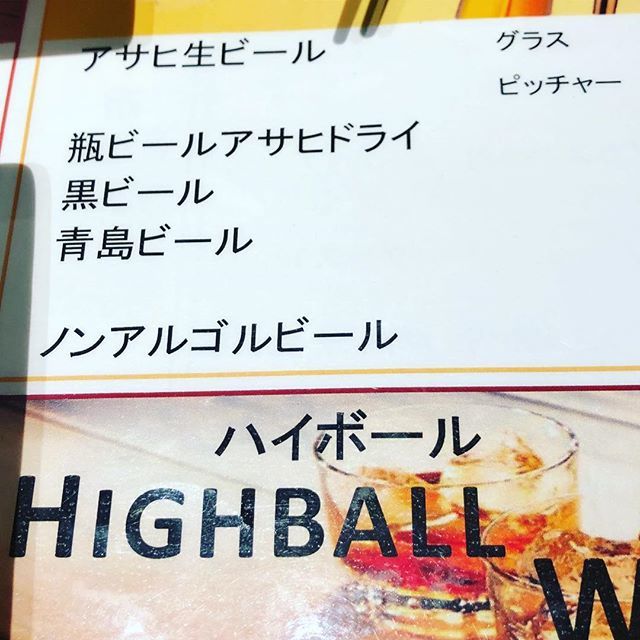 アサヒ生ビール グラス
ピッチャー
瓶ビールアサヒドライ
黒ビール
青島ビール
ノンアルゴルビール
ハイボール
HIGHBALL
W